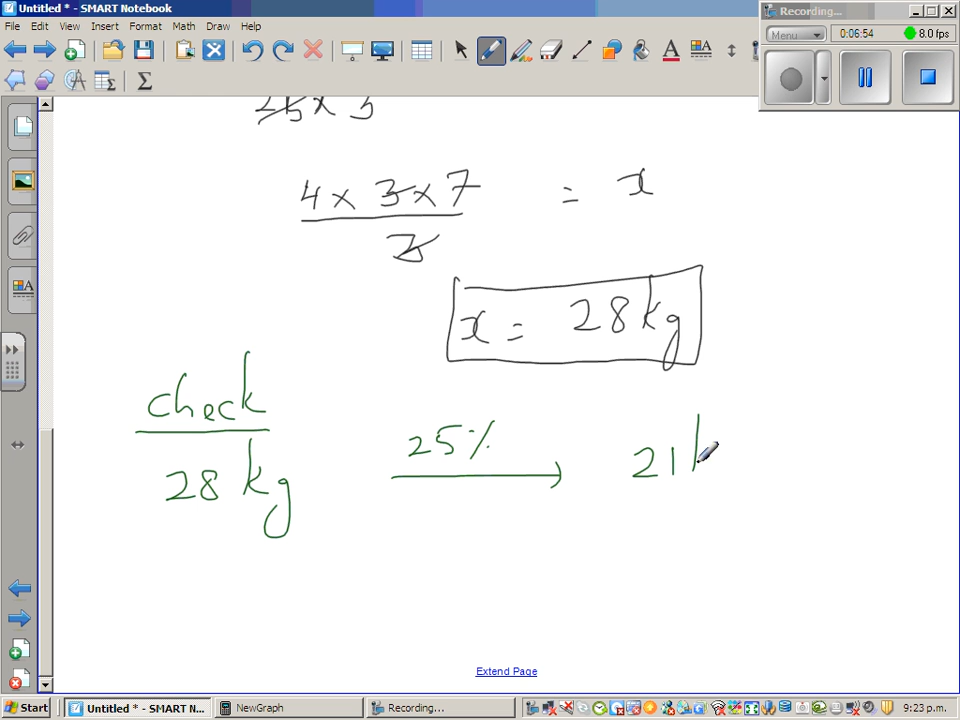 Untitled * - SMART Notebook
File Edit View Insert Format Math Draw Help
Recording...
Menu 0:06:54 8.0 fps
25 x 3
4 x 3 x 7 = x
3
x = 28 kg
check
28 kg 25% 21 k
Extend Page
Start Untitled * - SMART N... NewGraph Recording... 9:23 p.m.